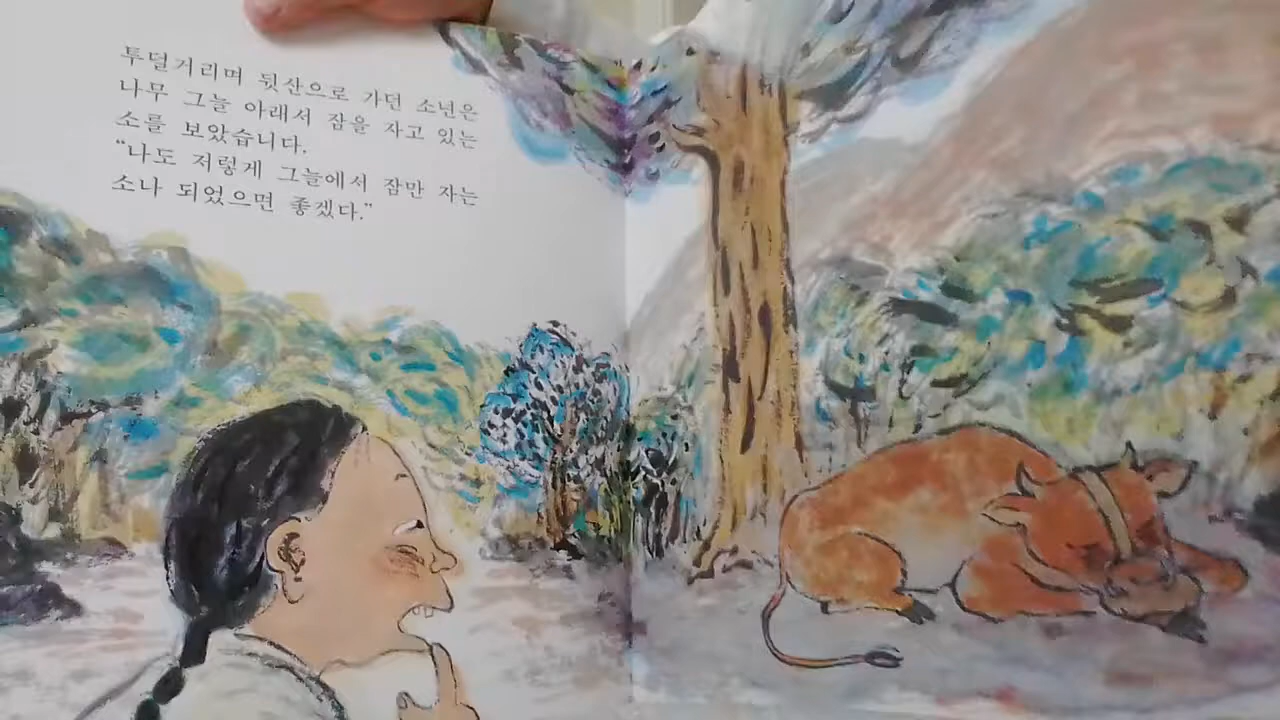 투덜거리며 뒷산으로 가던 소년은
나무 그늘 아래서 잠을 자고 있는
소를 보았습니다.
“나도 저렇게 그늘에서 잠만 자는
소나 되었으면 좋겠다.”